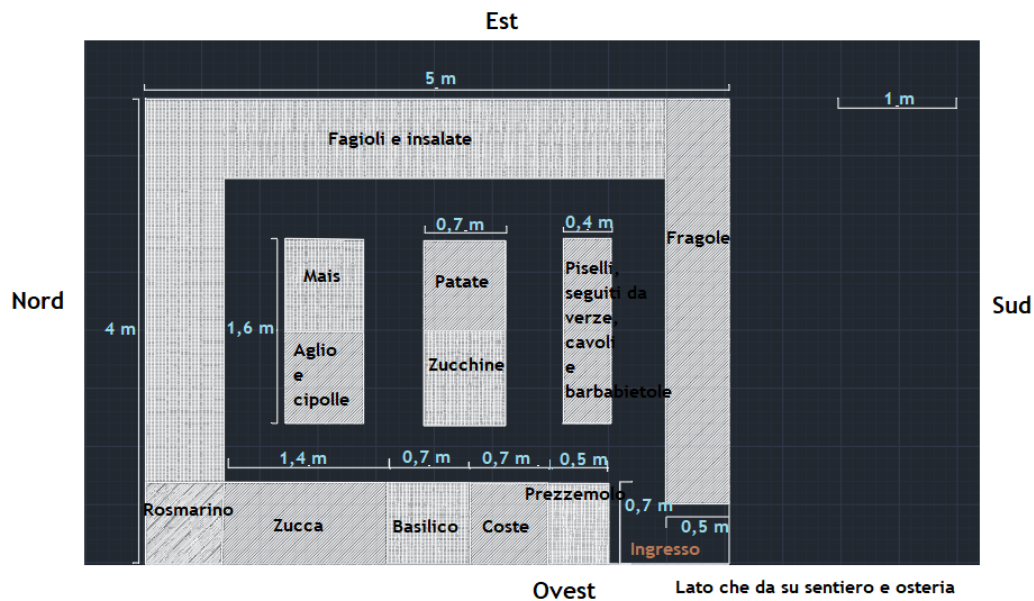 Est
5 m
1 m
Fagioli e insalate
0,7 m
0,4 m
Fragole
Mais
Patate
Piselli,
seguiti da
verze,
cavoli
e
barbabietole
Nord
Sud
4 m
1,6 m
Aglio
e
cipolle
Zucchine
1,4 m
0,7 m
0,7 m
0,5 m
Rosmarino
Zucca
Basilico
Coste
Prezzemolo
0,7 m
0,5 m
Ingresso
Ovest
Lato che da su sentiero e osteria